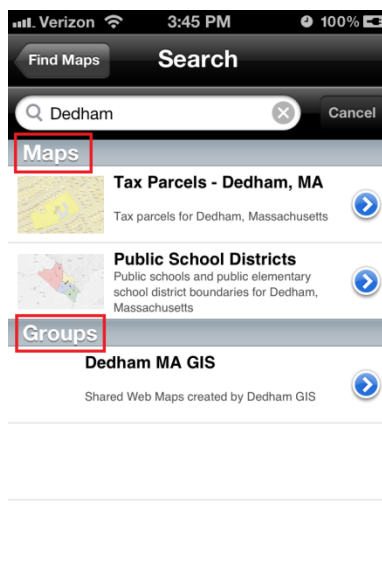 Verizon 3:45 PM 100%
Find Maps Search
Dedham Cancel
Maps
Tax Parcels - Dedham, MA
Tax parcels for Dedham, Massachusetts
Public School Districts
Public schools and public elementary
school district boundaries for Dedham,
Massachusetts
Groups
Dedham MA GIS
Shared Web Maps created by Dedham GIS